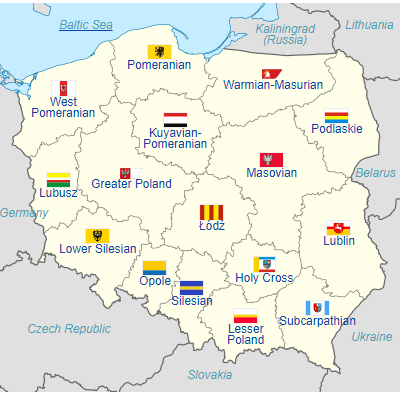 Baltic Sea
Kaliningrad
(Russia)
Lithuania
Pomeranian
Warmian-Masurian
West
Pomeranian
Kuyavian-
Pomeranian
Podlaskie
Masovian
Belarus
Lubusz
Greater Poland
Germany
Łódź
Lower Silesian
Lublin
Opole
Silesian
Holy Cross
Lesser
Poland
Subcarpathian
Czech Republic
Ukraine
Slovakia